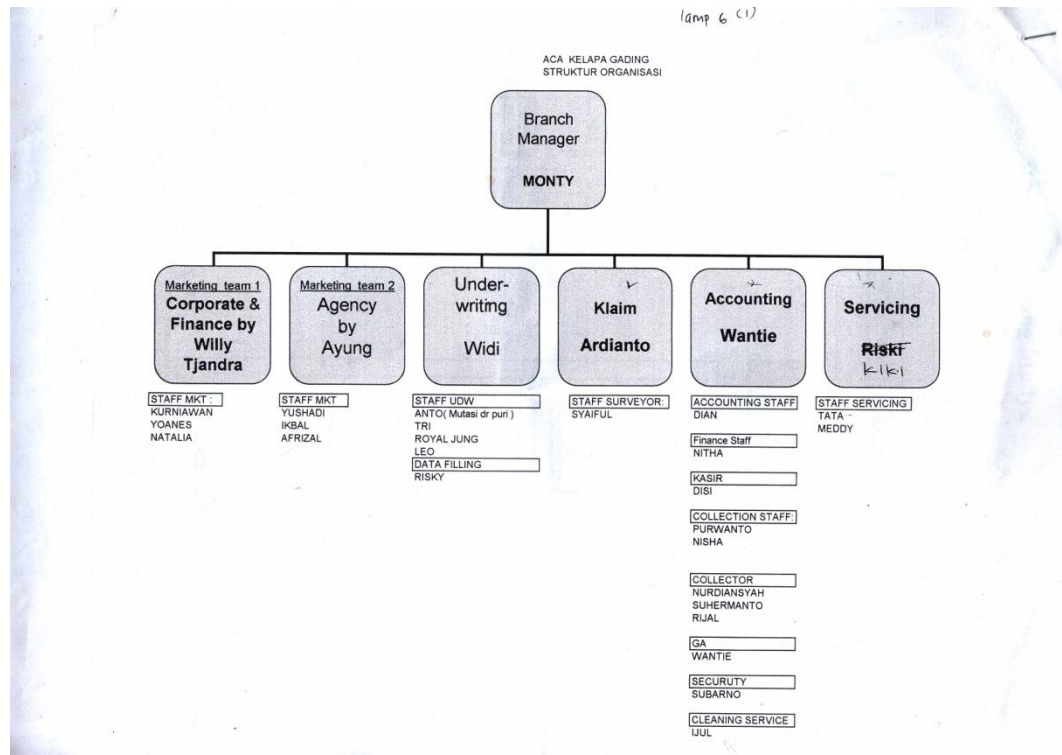 lamp 6 (1)
ACA KELAPA GADING
STRUKTUR ORGANISASI
Branch
Manager
MONTY
Marketing team 1
Corporate &
Finance by
Willy
Tjandra
STAFF MKT :
KURNIAWAN
YOANES
NATALIA
Marketing team 2
Agency
by
Ayung
STAFF MKT
YUSHADI
IKBAL
AFRIZAL
Under-
writing
Widi
STAFF UDW
ANTO( Mutasi dr puri )
TRI
ROYAL JUNG
LEO
DATA FILLING
RISKY
Klaim
Ardianto
STAFF SURVEYOR:
SYAIFUL
Accounting
Wantie
ACCOUNTING STAFF
DIAN
Finance Staff
NITHA
KASIR
DISI
COLLECTION STAFF:
PURWANTO
NISHA
COLLECTOR
NURDIANSYAH
SUHERMANTO
RIJAL
GA
WANTIE
SECURUTY
SUBARNO
CLEANING SERVICE
IJUL
Servicing
Riski
KIKI
STAFF SERVICING
TATA
MEDDY